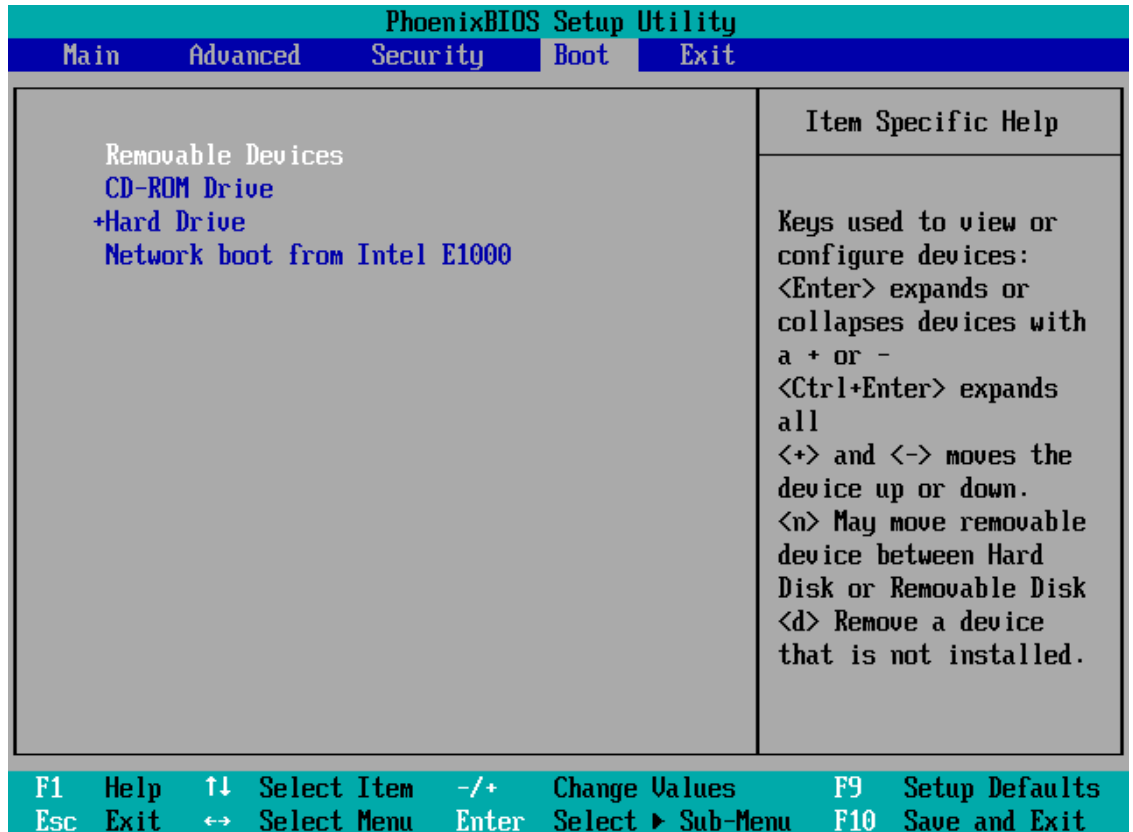 PhoenixBIOS Setup Utility
Main Advanced Security Boot Exit
Removable Devices
CD-ROM Drive
+Hard Drive
Network boot from Intel E1000
Item Specific Help
Keys used to view or
configure devices:
<Enter> expands or
collapses devices with
a + or -
<Ctrl+Enter> expands
all
<+> and <-> moves the
device up or down.
<n> May move removable
device between Hard
Disk or Removable Disk
<d> Remove a device
that is not installed.
F1 Help ↑↓ Select Item -/+ Change Values F9 Setup Defaults
Esc Exit ↔ Select Menu Enter Select ▶ Sub-Menu F10 Save and Exit